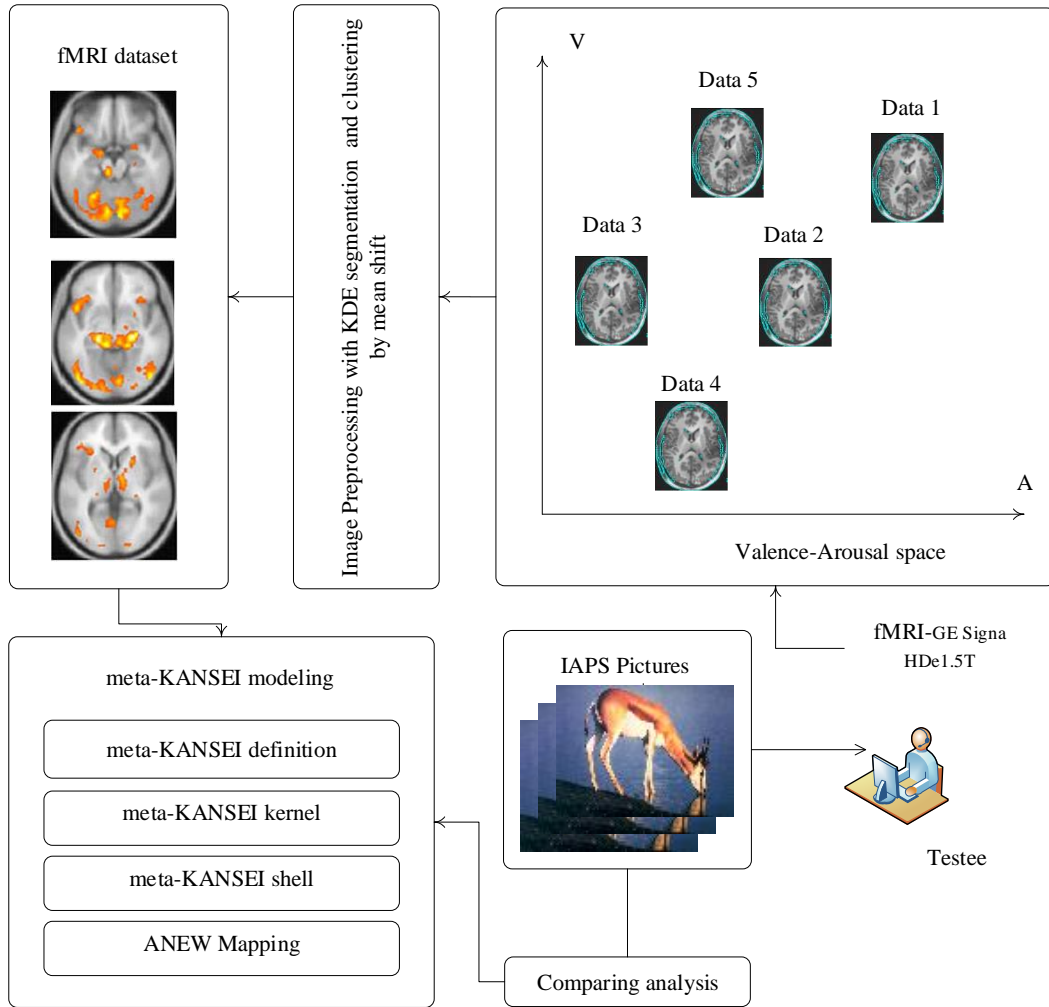 fMRI dataset
Image Preprocessing with KDE segmentation and clustering
by mean shift
V
Data 5
Data 1
Data 3
Data 2
Data 4
A
Valence-Arousal space
fMRI-GE Signa
HDe1.5T
meta-KANSEI modeling
meta-KANSEI definition
meta-KANSEI kernel
meta-KANSEI shell
ANEW Mapping
IAPS Pictures
Testee
Comparing analysis